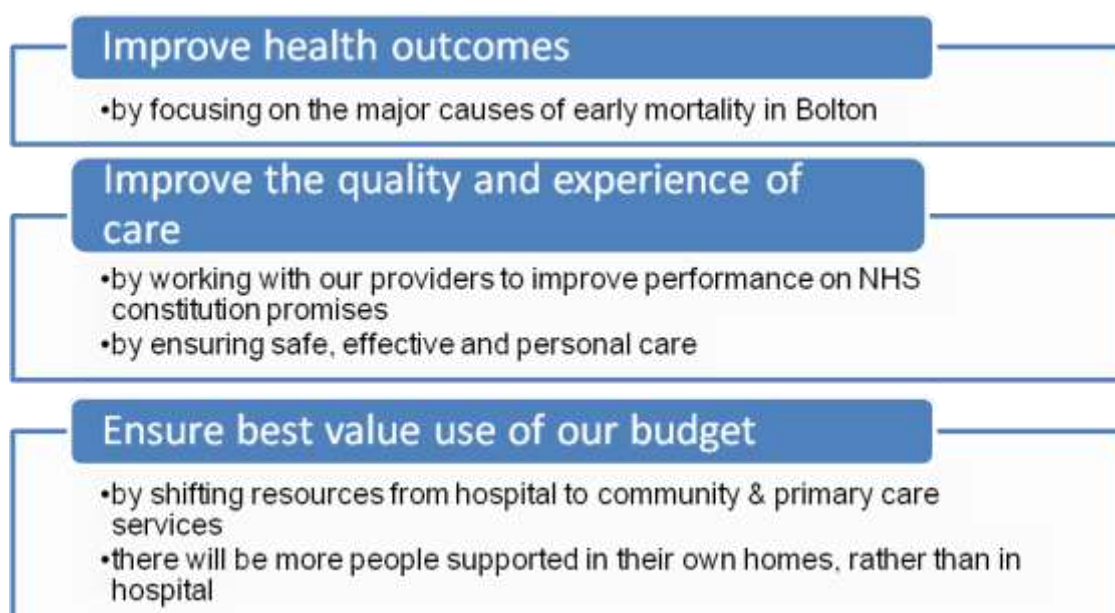 Improve health outcomes
•by focusing on the major causes of early mortality in Bolton
Improve the quality and experience of
care
•by working with our providers to improve performance on NHS
constitution promises
•by ensuring safe, effective and personal care
Ensure best value use of our budget
•by shifting resources from hospital to community & primary care
services
•there will be more people supported in their own homes, rather than in
hospital